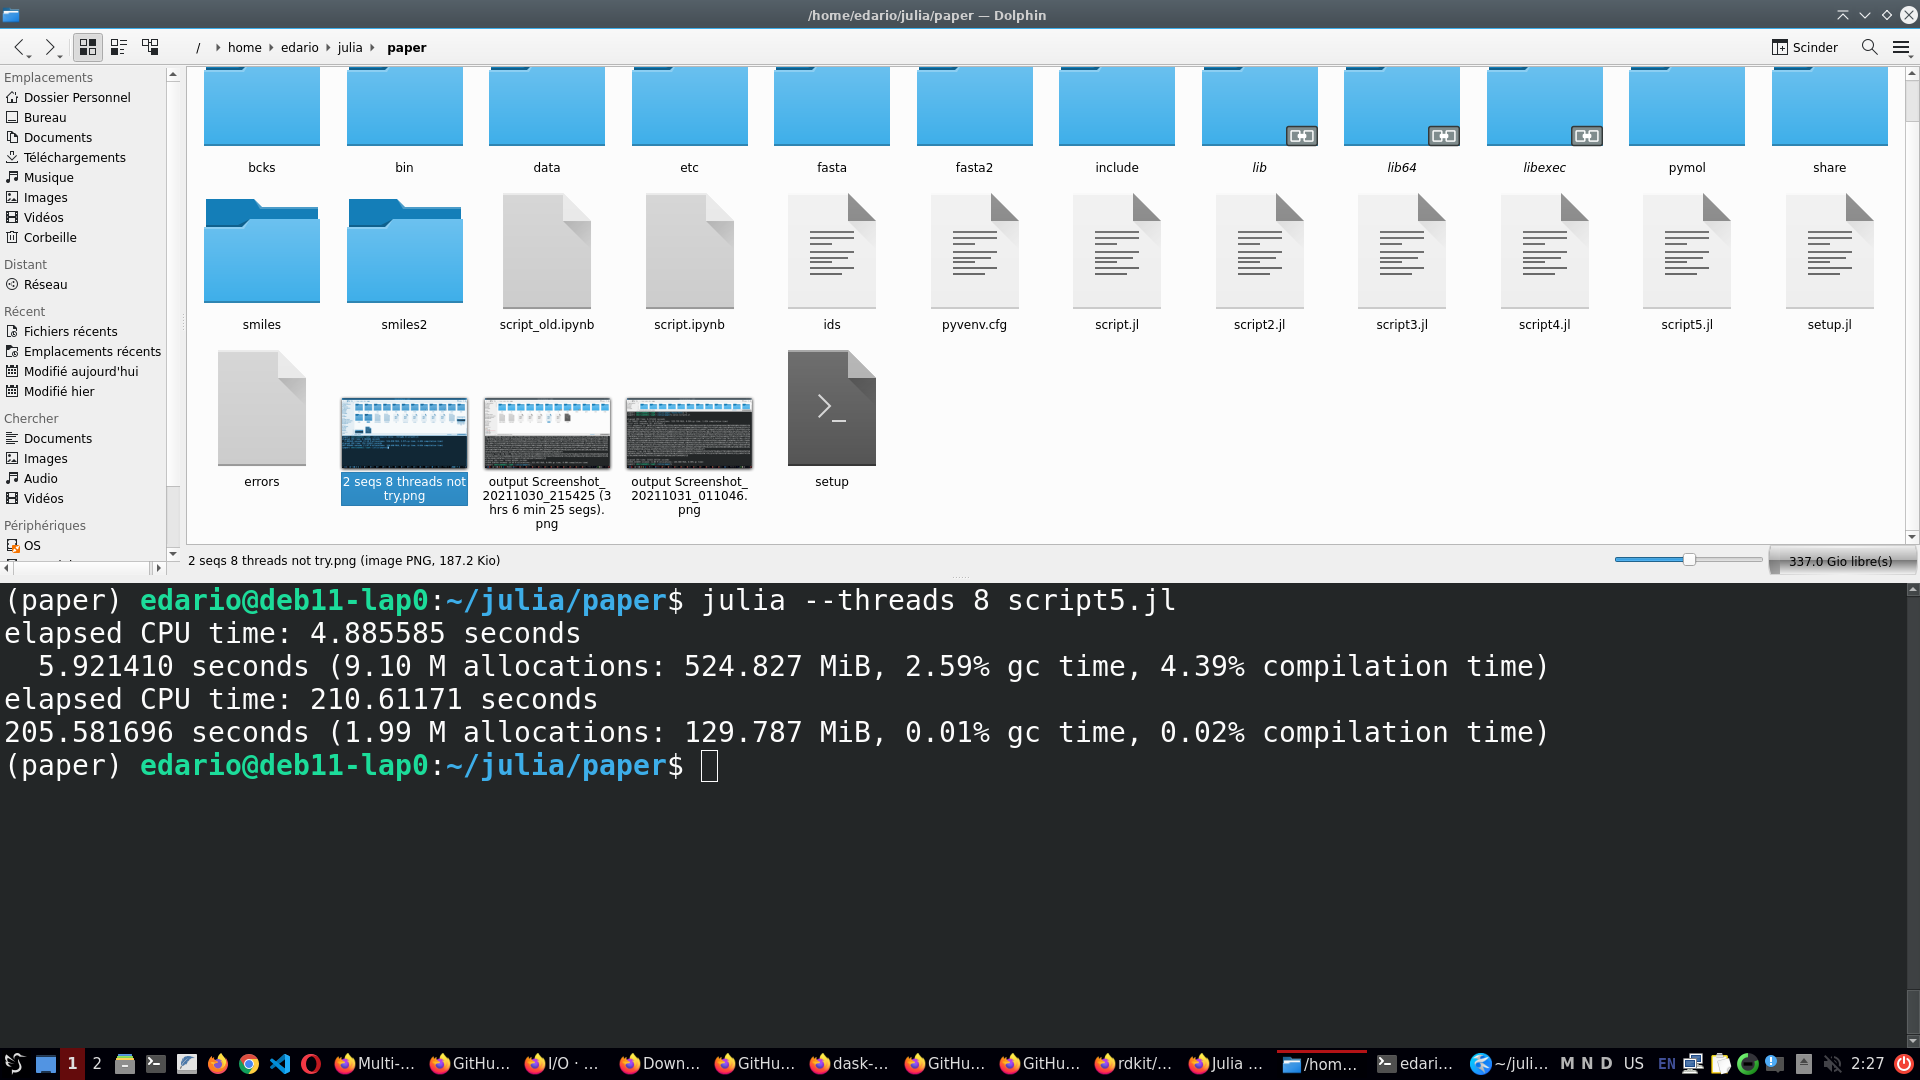 /home/edario/julia/paper — Dolphin
/ home edario julia paper
Scinder
Emplacements
Dossier Personnel
Bureau
Documents
Téléchargements
Musique
Images
Vidéos
Corbeille
Distant
Réseau
Récent
Fichiers récents
Emplacements récents
Modifié aujourd'hui
Modifié hier
Chercher
Documents
Images
Audio
Vidéos
Périphériques
OS
bcks bin data etc fasta fasta2 include lib lib64 libexec pymol share
smiles smiles2 script_old.ipynb script.ipynb ids pyvenv.cfg script.jl script2.jl script3.jl script4.jl script5.jl setup.jl
errors
2 seqs 8 threads not
try.png
output Screenshot_
20211030_215425 (3
hrs 6 min 25 segs).
png
output Screenshot_
20211031_011046.
png
setup
2 seqs 8 threads not try.png (image PNG, 187.2 Kio)
337.0 Gio libre(s)
(paper) edario@deb11-lap0:~/julia/paper$ julia --threads 8 script5.jl
elapsed CPU time: 4.885585 seconds
5.921410 seconds (9.10 M allocations: 524.827 MiB, 2.59% gc time, 4.39% compilation time)
elapsed CPU time: 210.61171 seconds
205.581696 seconds (1.99 M allocations: 129.787 MiB, 0.01% gc time, 0.02% compilation time)
(paper) edario@deb11-lap0:~/julia/paper$
1 2 Multi-... GitHu... I/O · ... Down... GitHu... dask-... GitHu... GitHu... rdkit/... Julia ... /hom... edari... ~/juli... M N D US EN 2:27